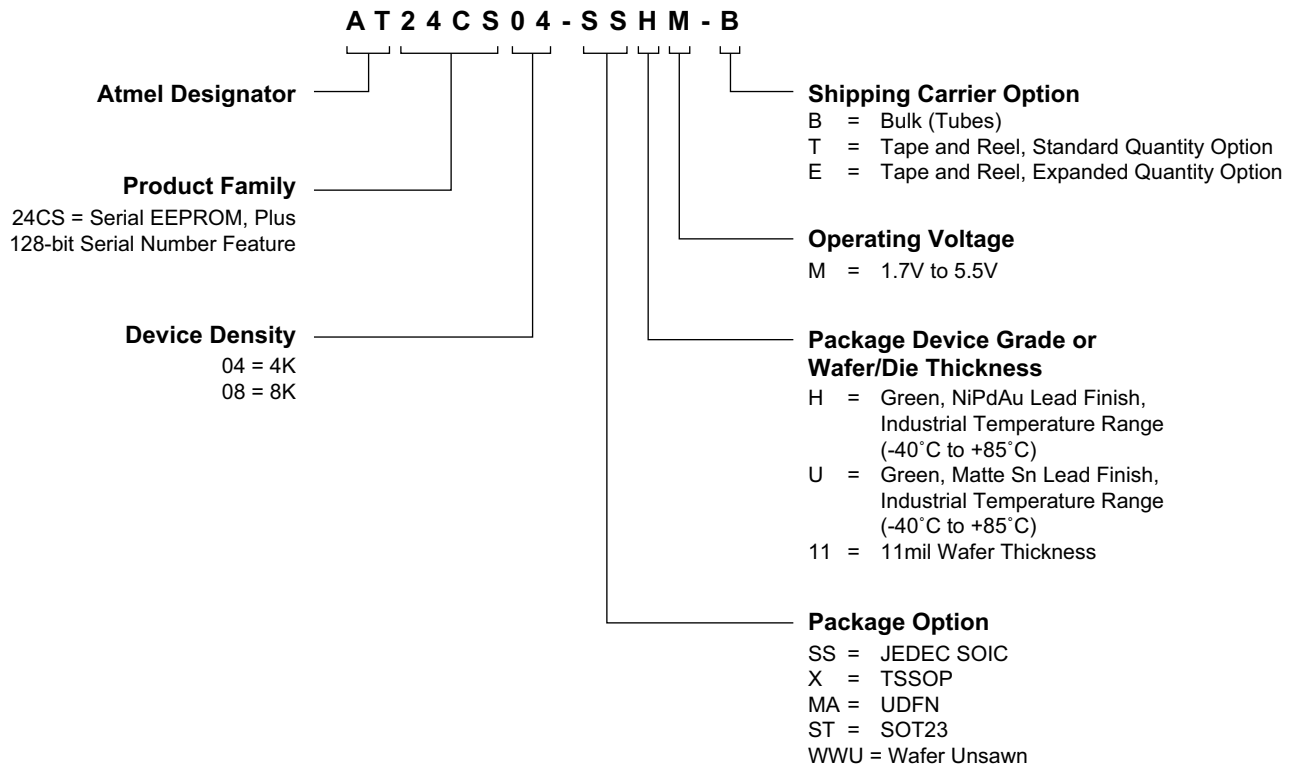 AT24CS04-SSHM-B
Atmel Designator
Product Family
24CS = Serial EEPROM, Plus
128-bit Serial Number Feature
Device Density
04 = 4K
08 = 8K
Shipping Carrier Option
B = Bulk (Tubes)
T = Tape and Reel, Standard Quantity Option
E = Tape and Reel, Expanded Quantity Option
Operating Voltage
M = 1.7V to 5.5V
Package Device Grade or
Wafer/Die Thickness
H = Green, NiPdAu Lead Finish,
Industrial Temperature Range
(-40˚C to +85˚C)
U = Green, Matte Sn Lead Finish,
Industrial Temperature Range
(-40˚C to +85˚C)
11 = 11mil Wafer Thickness
Package Option
SS = JEDEC SOIC
X = TSSOP
MA = UDFN
ST = SOT23
WWU = Wafer Unsawn